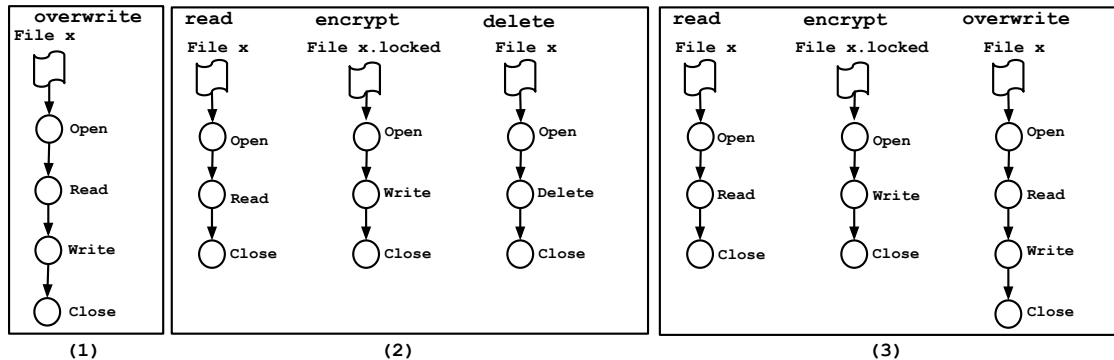 overwrite
File x
Open
Read
Write
Close
(1)
read encrypt delete
File x File x.locked File x
Open Open Open
Read Write Delete
Close Close Close
(2)
read encrypt overwrite
File x File x.locked File x
Open Open Open
Read Write Read
Close Close Write
Close
(3)